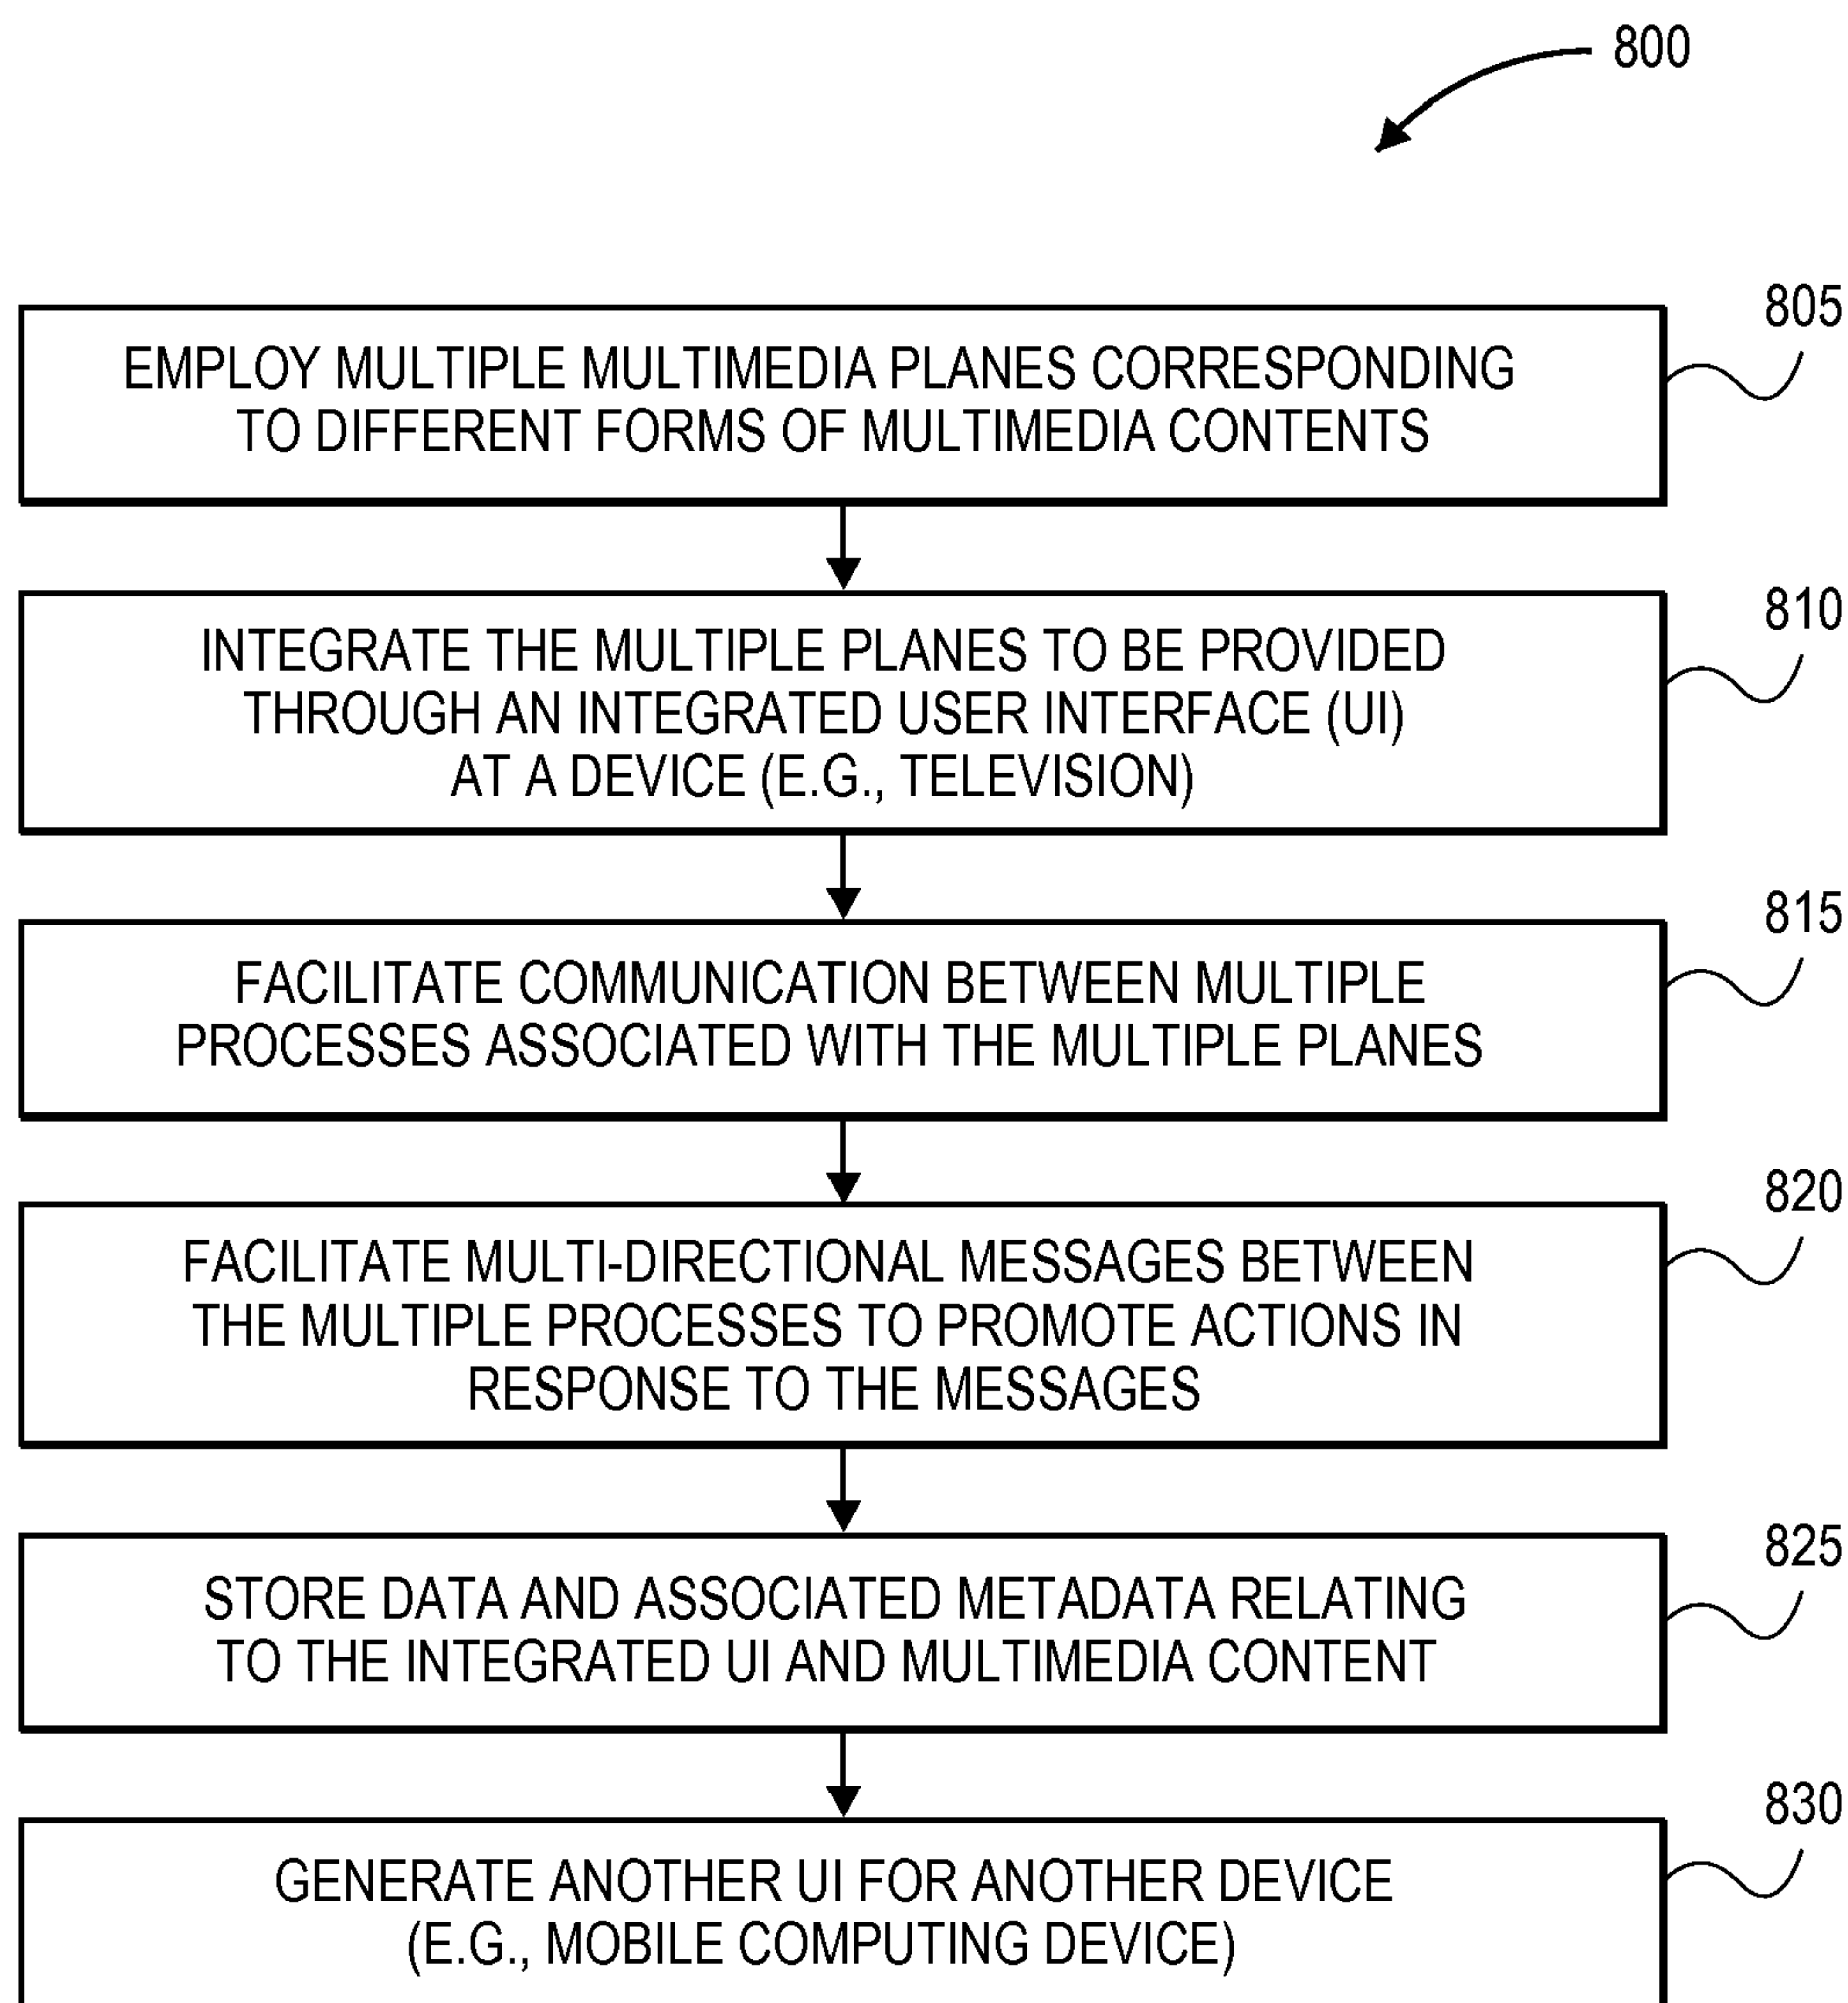 800
805
EMPLOY MULTIPLE MULTIMEDIA PLANES CORRESPONDING
TO DIFFERENT FORMS OF MULTIMEDIA CONTENTS
810
INTEGRATE THE MULTIPLE PLANES TO BE PROVIDED
THROUGH AN INTEGRATED USER INTERFACE (UI)
AT A DEVICE (E.G., TELEVISION)
815
FACILITATE COMMUNICATION BETWEEN MULTIPLE
PROCESSES ASSOCIATED WITH THE MULTIPLE PLANES
820
FACILITATE MULTI-DIRECTIONAL MESSAGES BETWEEN
THE MULTIPLE PROCESSES TO PROMOTE ACTIONS IN
RESPONSE TO THE MESSAGES
825
STORE DATA AND ASSOCIATED METADATA RELATING
TO THE INTEGRATED UI AND MULTIMEDIA CONTENT
830
GENERATE ANOTHER UI FOR ANOTHER DEVICE
(E.G., MOBILE COMPUTING DEVICE)